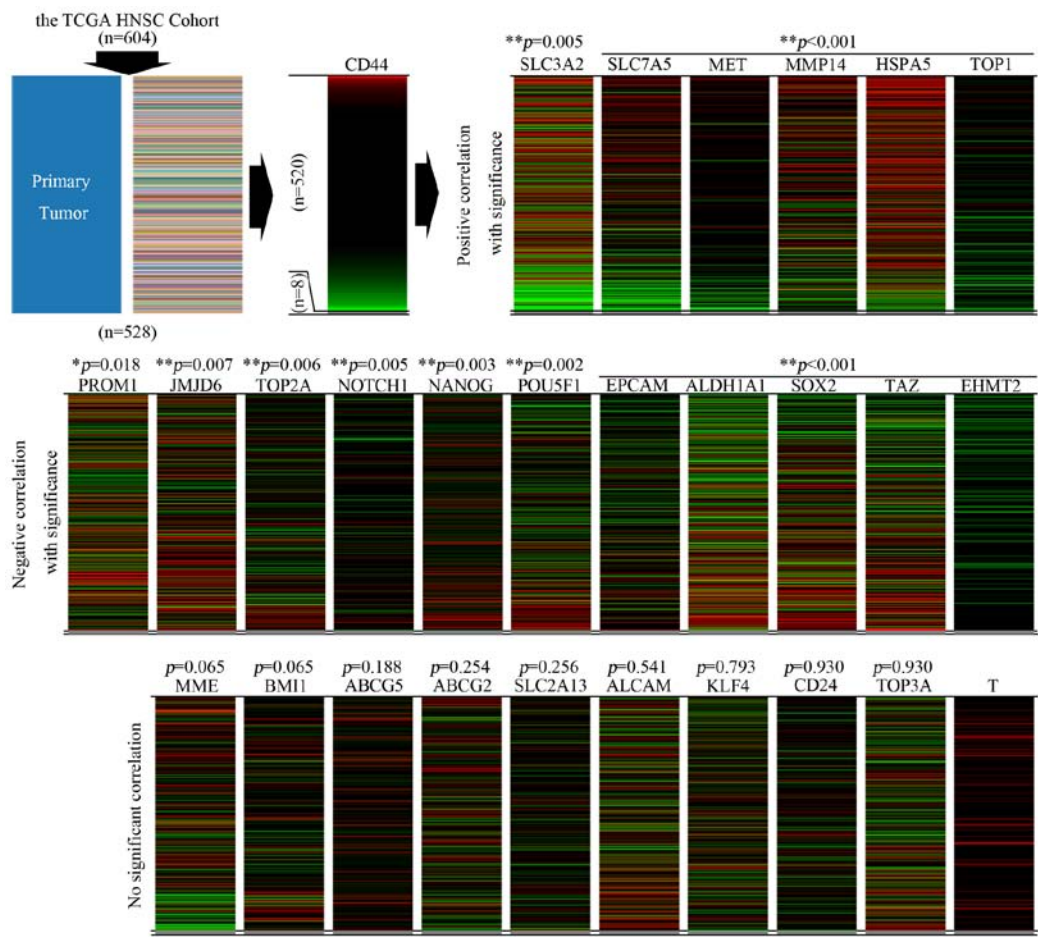 the TCGA HNSC Cohort
(n=604)
Primary
Tumor
(n=528)
CD44
(n=520)
(n=8)
Positive correlation
with significance
**p=0.005 **p<0.001
SLC3A2 SLC7A5 MET MMP14 HSPA5 TOP1
Negative correlation
with significance
*p=0.018 **p=0.007 **p=0.006 **p=0.005 **p=0.003 **p=0.002 **p<0.001
PROM1 JMJD6 TOP2A NOTCH1 NANOG POU5F1 EPCAM ALDH1A1 SOX2 TAZ EHMT2
No significant correlation
p=0.065 p=0.065 p=0.188 p=0.254 p=0.256 p=0.541 p=0.793 p=0.930 p=0.930
MME BMI1 ABCG5 ABCG2 SLC2A13 ALCAM KLF4 CD24 TOP3A T